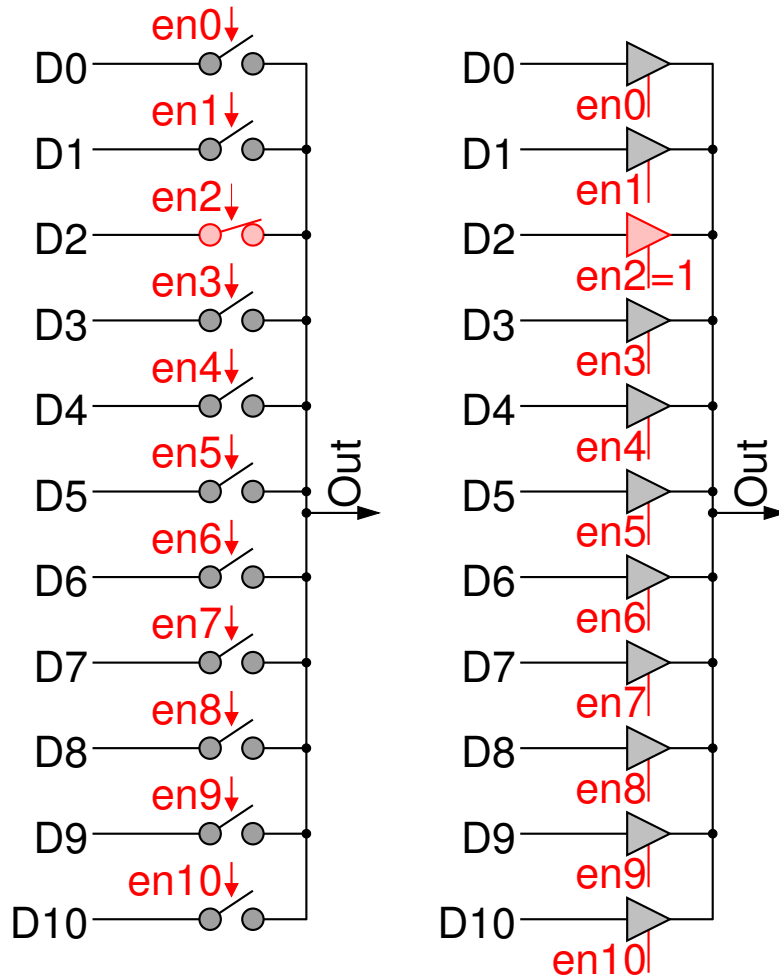 en0
D0
en1
D1
en2
D2
en3
D3
en4
D4
en5
D5
Out
en6
D6
en7
D7
en8
D8
en9
D9
en10
D10
D0
en0
D1
en1
D2
en2=1
D3
en3
D4
en4
Out
D5
en5
D6
en6
D7
en7
D8
en8
D9
en9
D10
en10